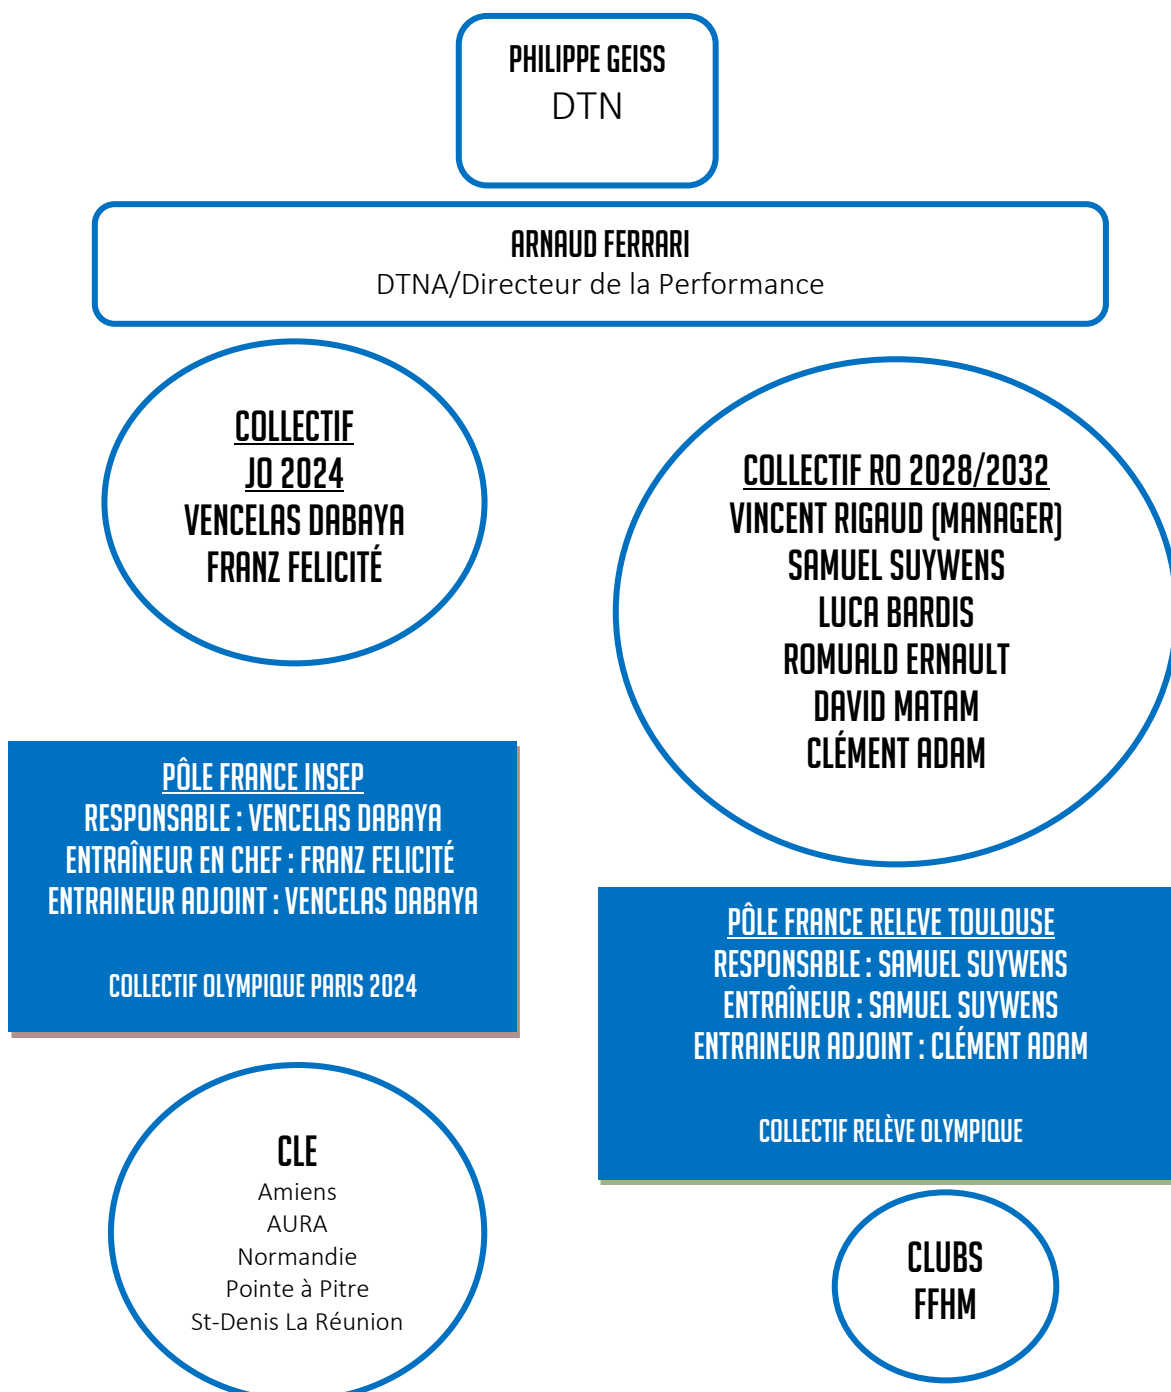 PHILIPPE GEISS
DTN
ARNAUD FERRARI
DTNA/Directeur de la Performance
COLLECTIF
JO 2024
VENCELAS DABAYA
FRANZ FELICITÉ
COLLECTIF RO 2028/2032
VINCENT RIGAUD (MANAGER)
SAMUEL SUYWENS
LUCA BARDIS
ROMUALD ERNAULT
DAVID MATAM
CLÉMENT ADAM
PÔLE FRANCE INSEP
RESPONSABLE : VENCELAS DABAYA
ENTRAÎNEUR EN CHEF : FRANZ FELICITÉ
ENTRAINEUR ADJOINT : VENCELAS DABAYA
COLLECTIF OLYMPIQUE PARIS 2024
PÔLE FRANCE RELEVE TOULOUSE
RESPONSABLE : SAMUEL SUYWENS
ENTRAÎNEUR : SAMUEL SUYWENS
ENTRAINEUR ADJOINT : CLÉMENT ADAM
COLLECTIF RELÈVE OLYMPIQUE
CLE
Amiens
AURA
Normandie
Pointe à Pitre
St-Denis La Réunion
CLUBS
FFHM